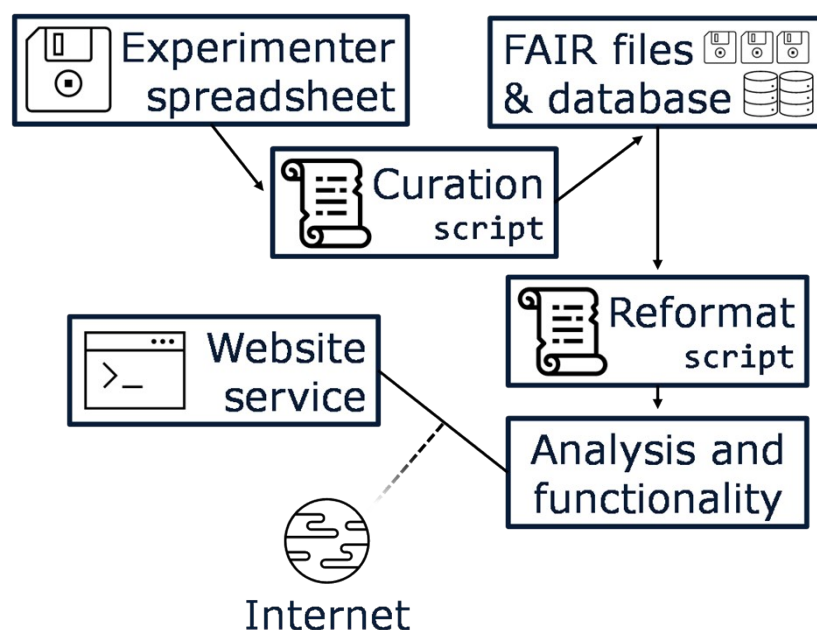 Experimenter
spreadsheet
FAIR files
& database
Curation
script
Reformat
script
Website
service
>_
Analysis and
functionality
Internet